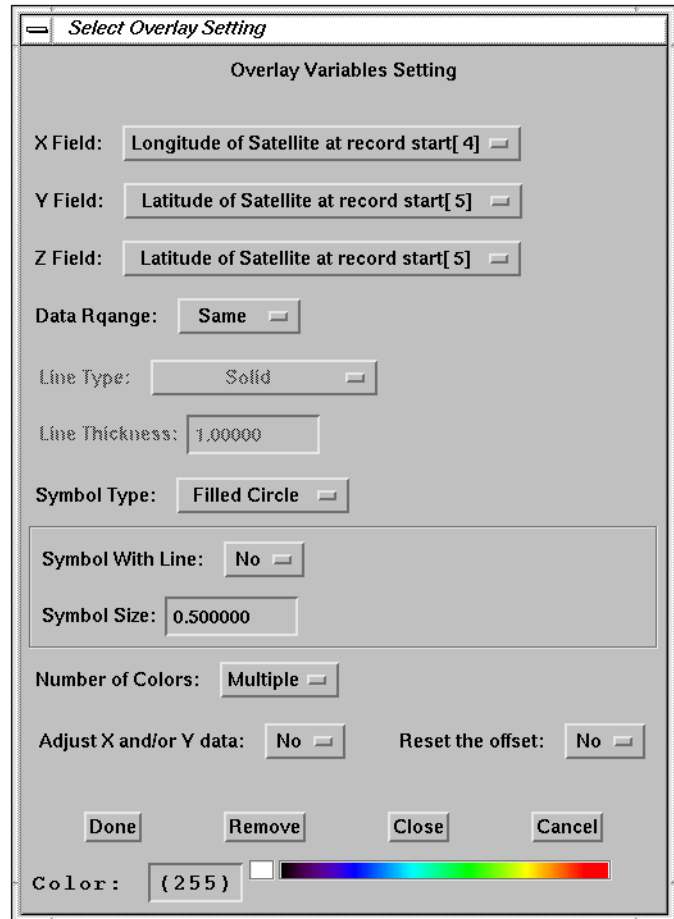 Select Overlay Setting
Overlay Variables Setting
X Field: Longitude of Satellite at record start[ 4]
Y Field: Latitude of Satellite at record start[ 5]
Z Field: Latitude of Satellite at record start[ 5]
Data Rqange: Same
Line Type: Solid
Line Thickness: 1.00000
Symbol Type: Filled Circle
Symbol With Line: No
Symbol Size: 0.500000
Number of Colors: Multiple
Adjust X and/or Y data: No Reset the offset: No
Done Remove Close Cancel
Color: (255)